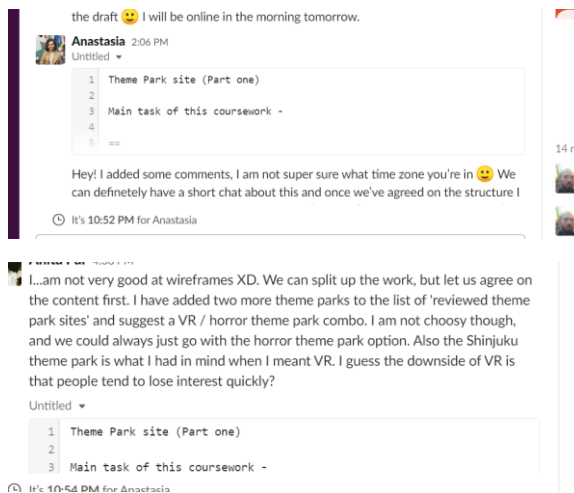 the draft 🙂 I will be online in the morning tomorrow.
Anastasia 2:06 PM
Untitled
1 Theme Park site (Part one)
2
3 Main task of this coursework -
4
5 ==
14
Hey! I added some comments, I am not super sure what time zone you're in 🙂 We
can definetely have a short chat about this and once we've agreed on the structure I
It's 10:52 PM for Anastasia
I...am not very good at wireframes XD. We can split up the work, but let us agree on
the content first. I have added two more theme parks to the list of 'reviewed theme
park sites' and suggest a VR / horror theme park combo. I am not choosy though,
and we could always just go with the horror theme park option. Also the Shinjuku
theme park is what I had in mind when I meant VR. I guess the downside of VR is
that people tend to lose interest quickly?
Untitled
1 Theme Park site (Part one)
2
3 Main task of this coursework -
It's 10:54 PM for Anastasia